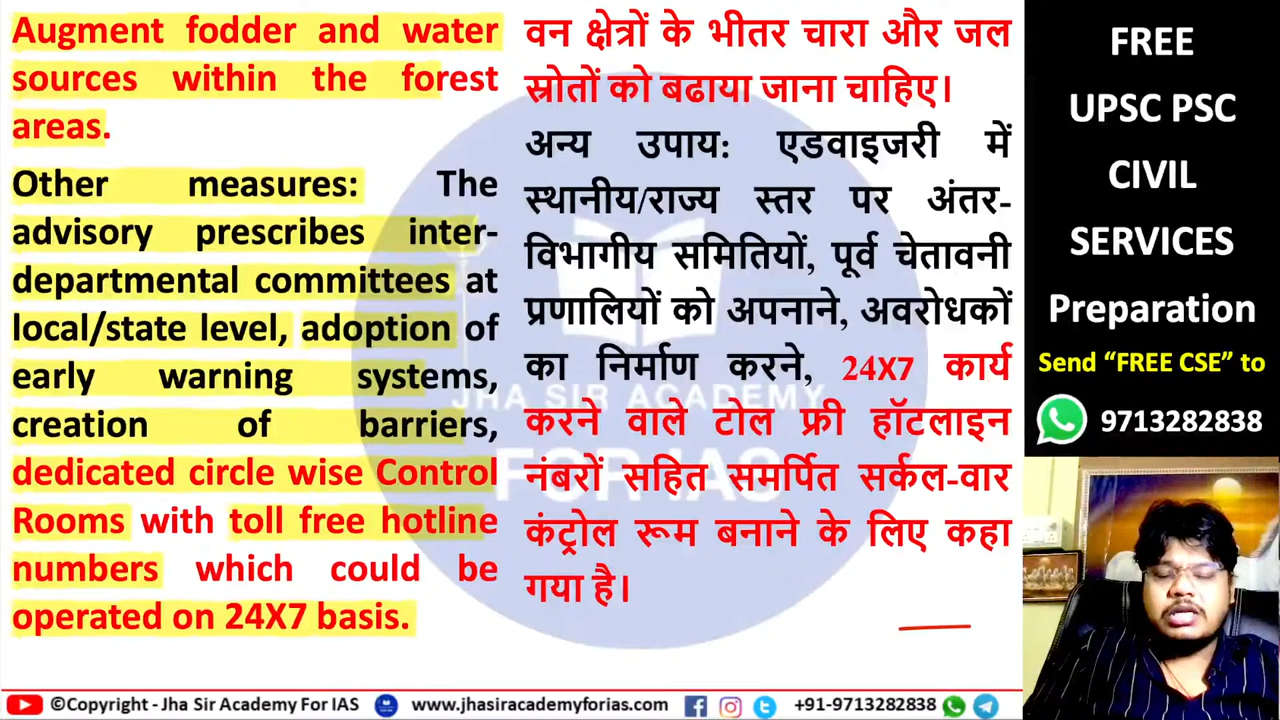 Augment fodder and water
sources within the forest
areas.
Other measures: The
advisory prescribes inter-
departmental committees at
local/state level, adoption of
early warning systems,
creation of barriers,
dedicated circle wise Control
Rooms with toll free hotline
numbers which could be
operated on 24X7 basis.
वन क्षेत्रों के भीतर चारा और जल
स्रोतों को बढाया जाना चाहिए।
अन्य उपाय: एडवाइजरी में
स्थानीय/राज्य स्तर पर अंतर-
विभागीय समितियों, पूर्व चेतावनी
प्रणालियों को अपनाने, अवरोधकों
का निर्माण करने, 24X7 कार्य
करने वाले टोल फ्री हॉटलाइन
नंबरों सहित समर्पित सर्कल-वार
कंट्रोल रूम बनाने के लिए कहा
गया है।
JHA SIR ACADEMY
FOR IAS
FREE
UPSC PSC
CIVIL
SERVICES
Preparation
Send “FREE CSE” to
9713282838
©Copyright - Jha Sir Academy For IAS
www.jhasiracademyforias.com
+91-9713282838